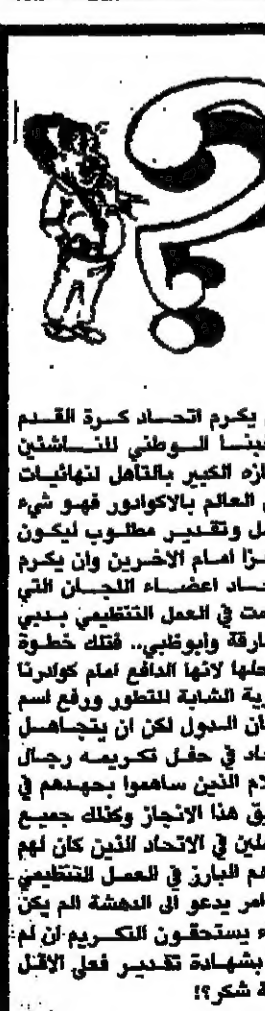 يكرم اتحاد كرة القدم
الوطني للناشئين
الكبير بالتأهل لنهائيات
العالم بالاكوادور فهو شيء
وتقدير مطلوب ليكون
امام الاخرين وان يكرم
اعضاء اللجان التي
في العمل التنظيمي بدبي
وأبوظبي.. فتلك خطوة
لانها الدافع امام كوادرنا
الشابة للتطور ورفع اسم
الدول لكن ان يتجاهل
في حفل تكريمه رجال
الذين ساهموا بجهدهم في
هذا الانجاز وكذلك جميع
في الاتحاد الذين كان لهم
البارز في العمل التنظيمي
يدعو الى الدهشة الم يكن
يستحقون التكريم ان لم
بشهادة تقدير فعلى الاقل
شكر؟!